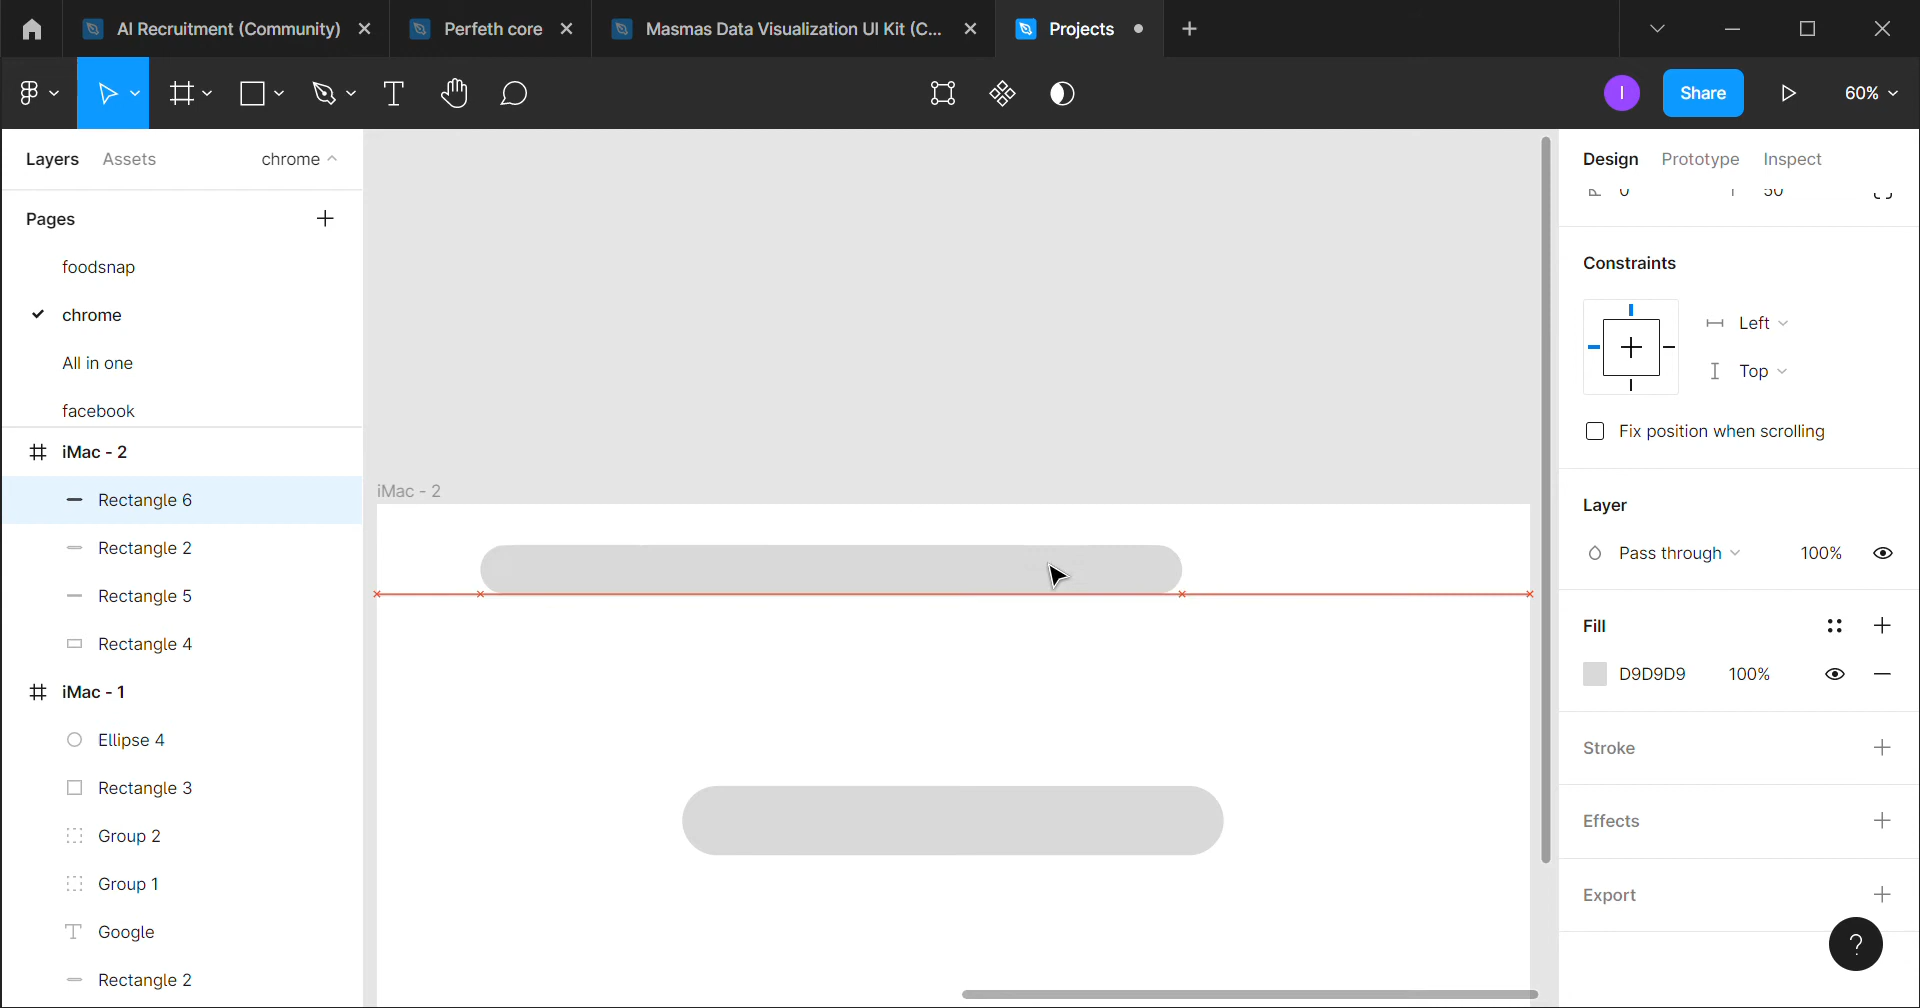 AI Recruitment (Community)
Perfeth core
Masmas Data Visualization UI Kit (C...
Projects
I
Share
60%
Layers
Assets
chrome
Pages
foodsnap
chrome
All in one
facebook
iMac - 2
Rectangle 6
Rectangle 2
Rectangle 5
Rectangle 4
iMac - 1
Ellipse 4
Rectangle 3
Group 2
Group 1
Google
Rectangle 2
iMac - 2
Design
Prototype
Inspect
0
50
Constraints
Left
Top
Fix position when scrolling
Layer
Pass through
100%
Fill
D9D9D9
100%
Stroke
Effects
Export
?